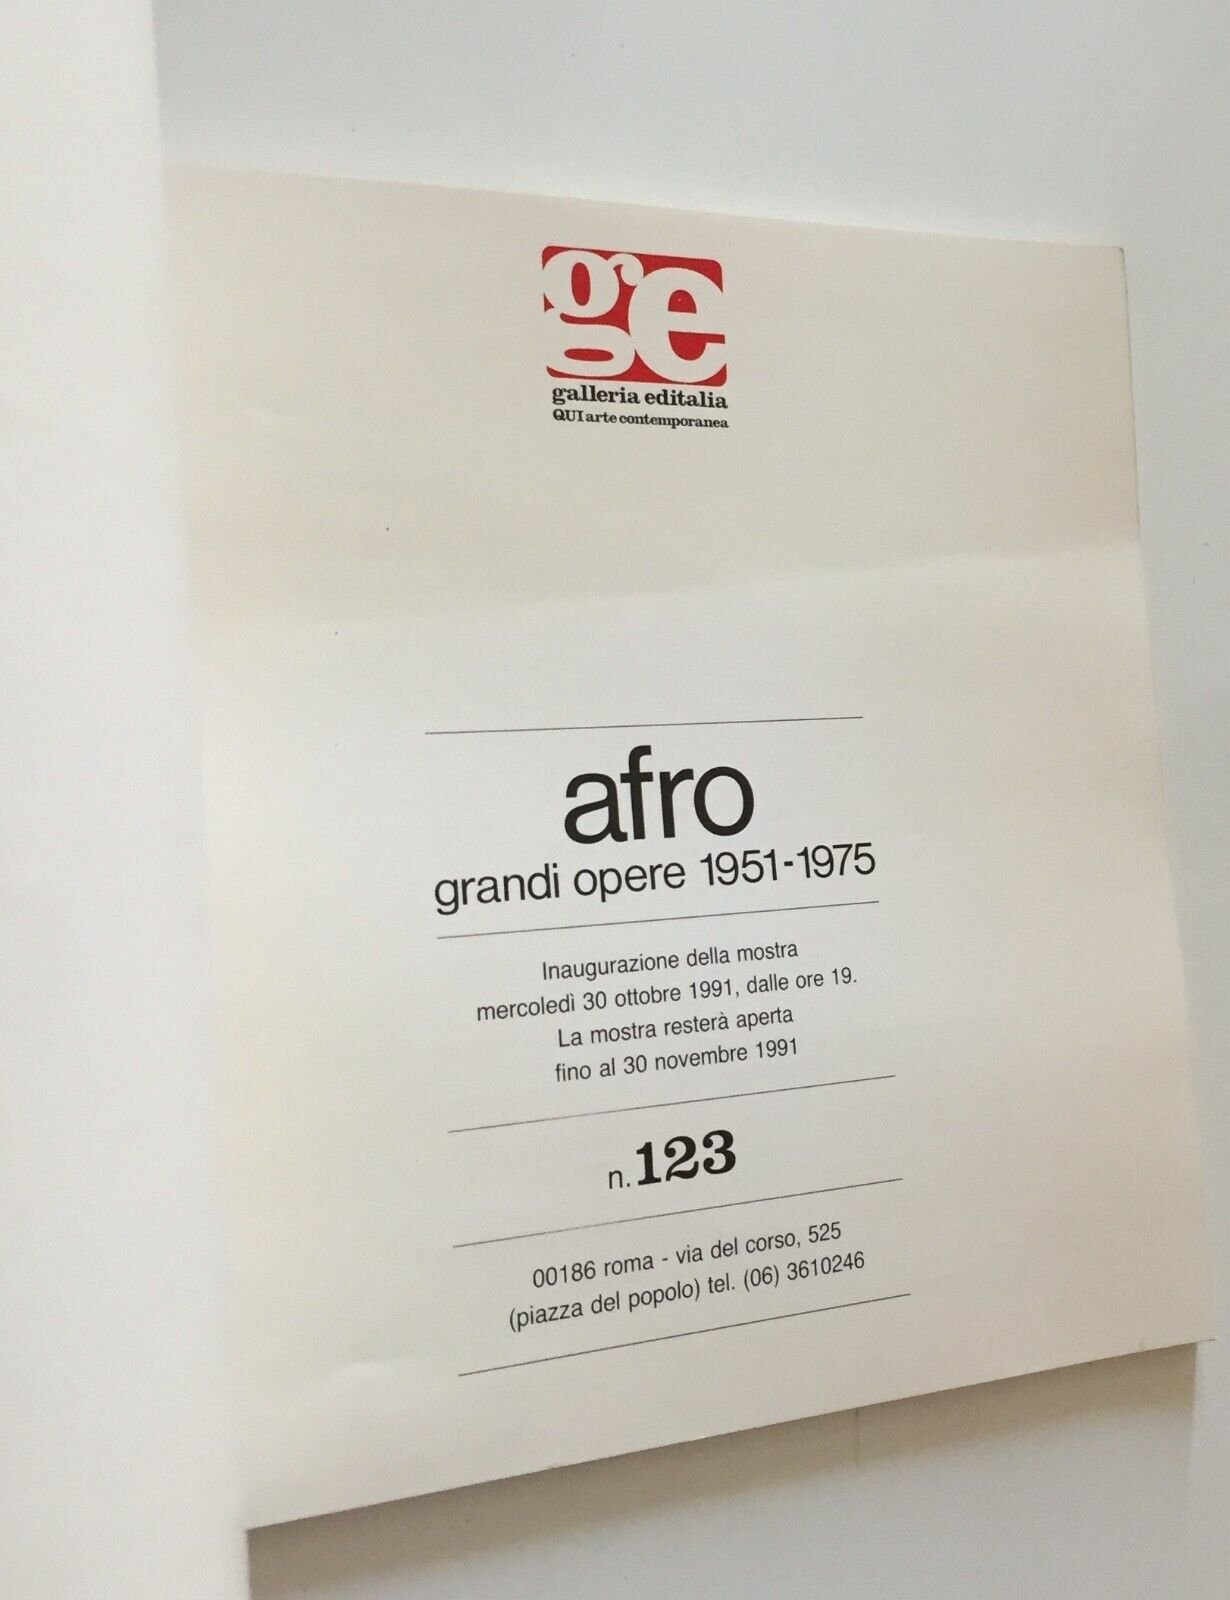 ge
galleria editalia
QUI arte contemporanea
afro
grandi opere 1951-1975
Inaugurazione della mostra
mercoledì 30 ottobre 1991, dalle ore 19.
La mostra resterà aperta
fino al 30 novembre 1991
n. 123
00186 roma - via del corso, 525
(piazza del popolo) tel. (06) 3610246